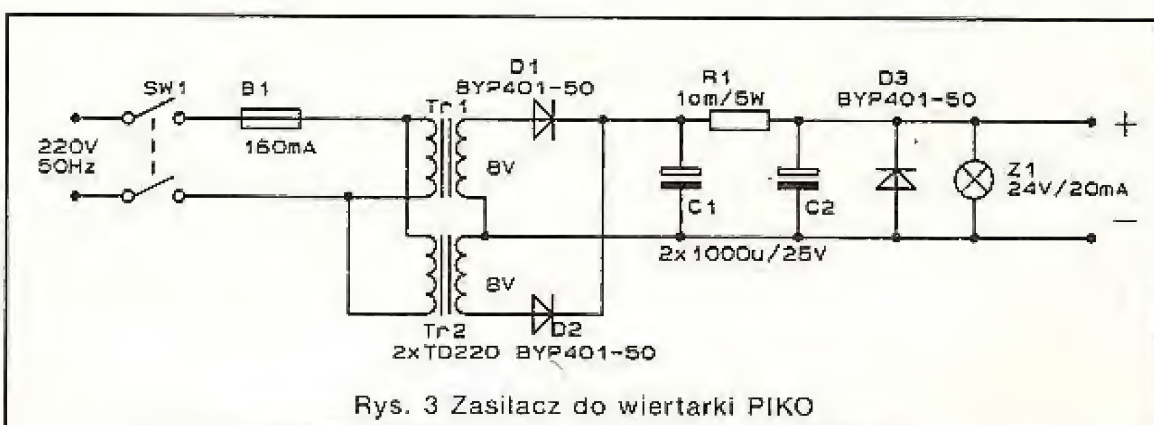 SW1
B1
160mA
220V
50Hz
Tr1
8V
D1
BYP401-50
R1
1om/5W
D3
BYP401-50
+
C1
C2
Z1
24V/20mA
−
2x1000u/25V
8V
D2
Tr2
2xTD220 BYP401-50
Rys. 3 Zasilacz do wiertarki PIKO